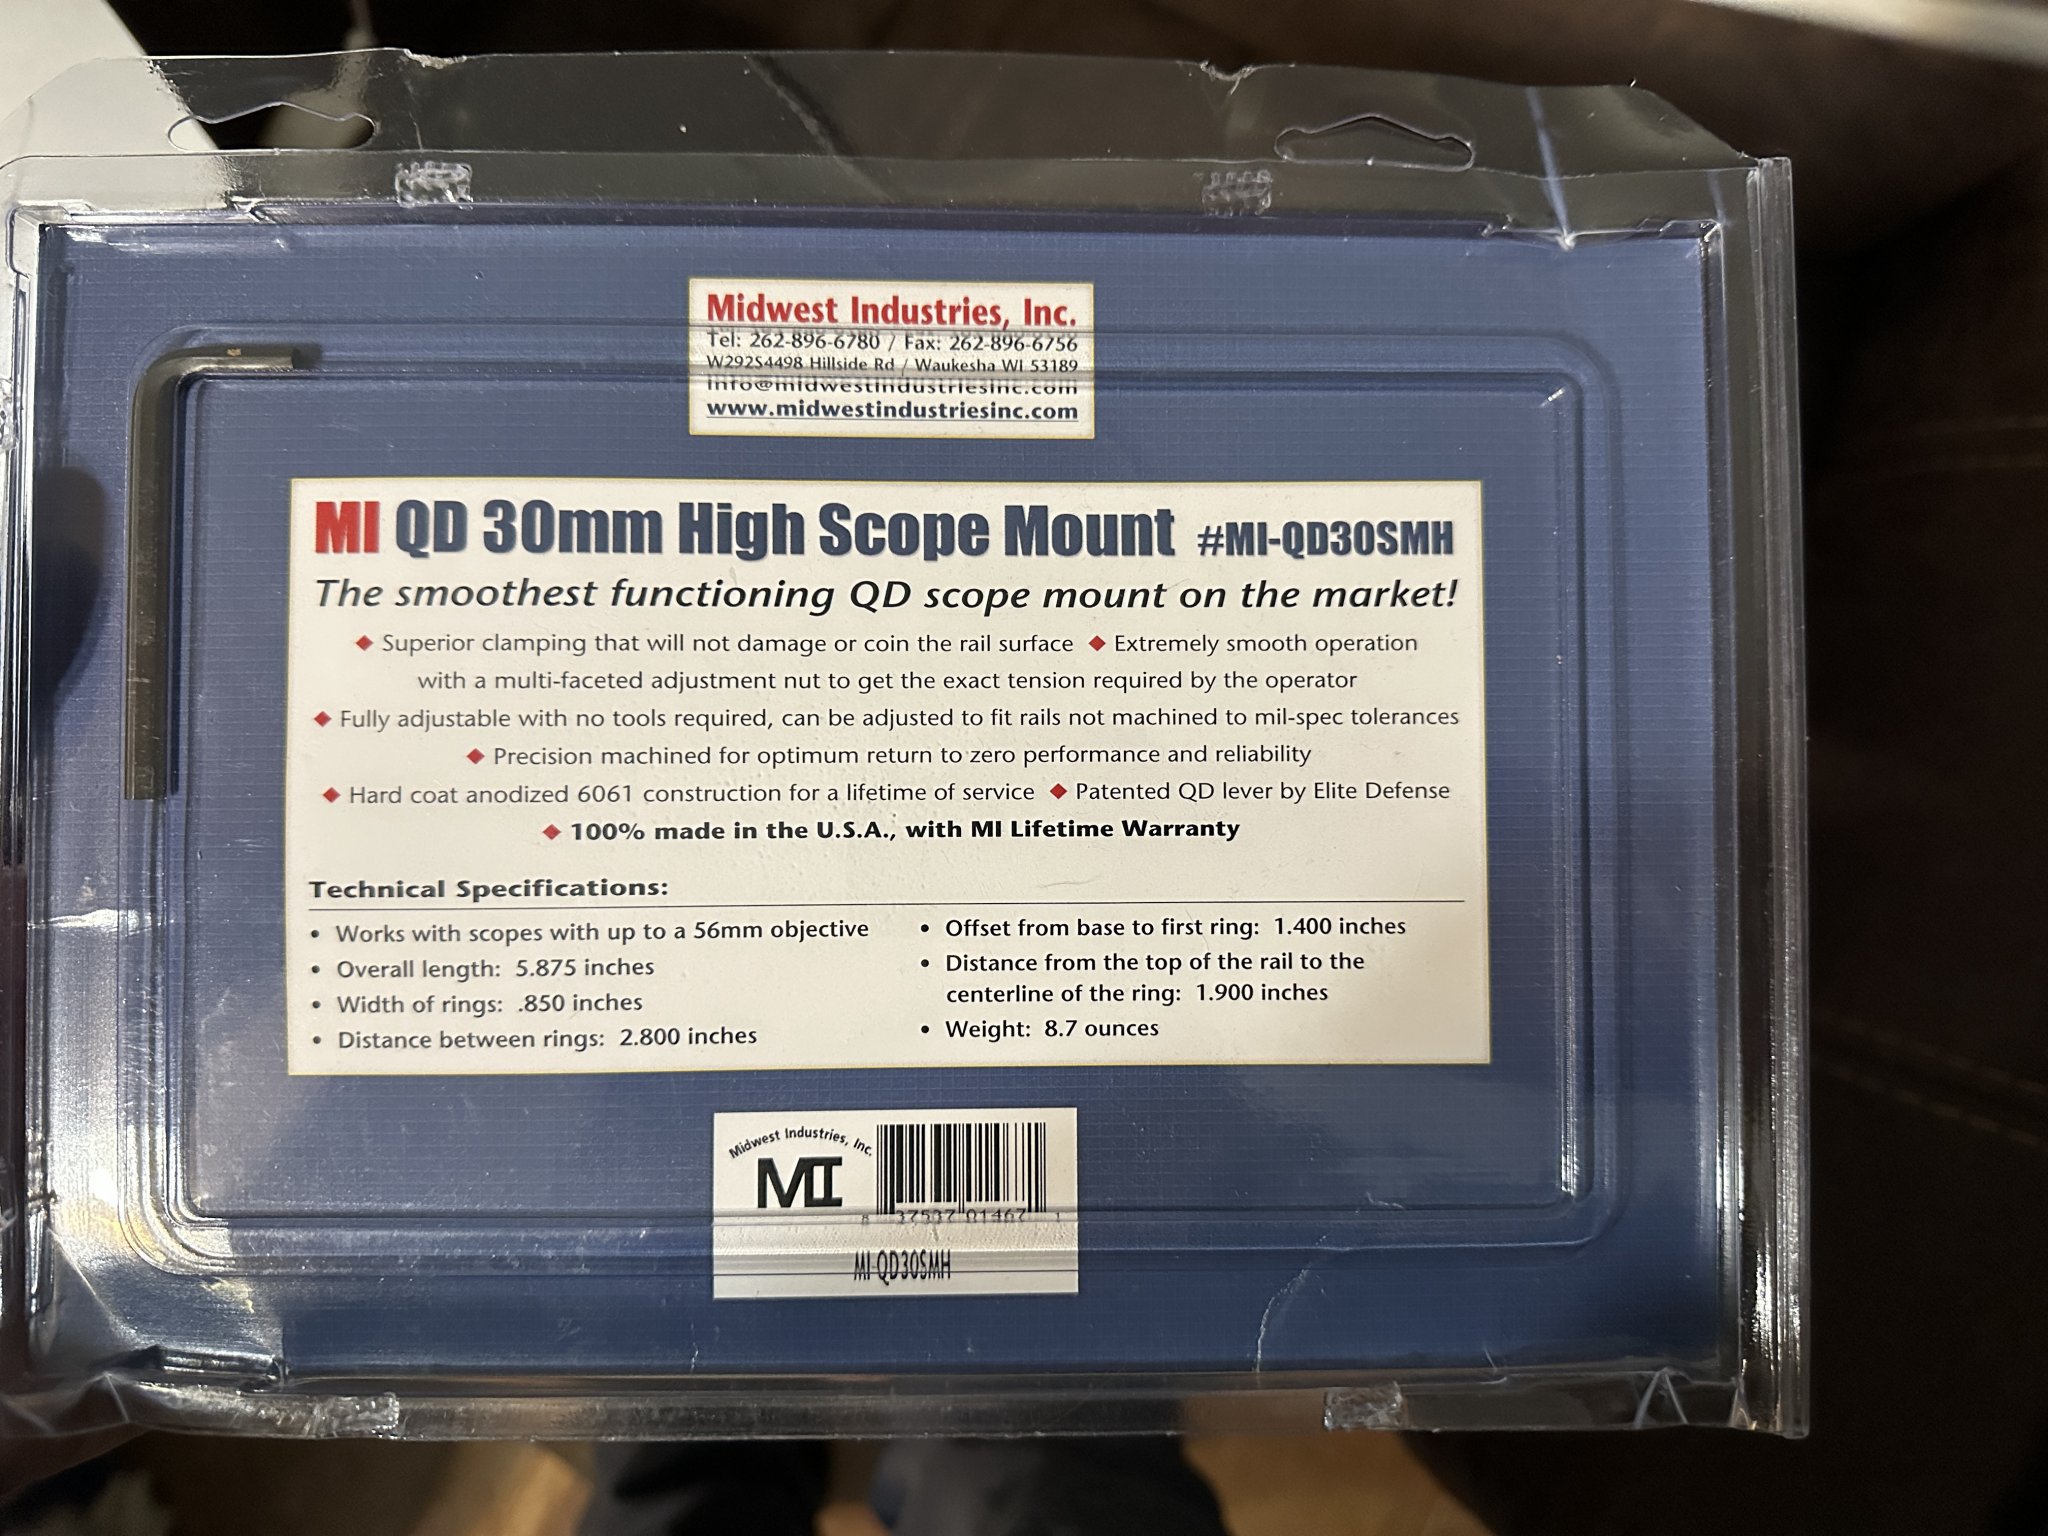 Midwest Industries, Inc.
Tel: 262-896-6780 / Fax: 262-896-6756
W292S4498 Hillside Rd / Waukesha WI 53189
info@midwestindustriesinc.com
www.midwestindustriesinc.com
MI QD 30mm High Scope Mount #MI-QD30SMH
The smoothest functioning QD scope mount on the market!
◆ Superior clamping that will not damage or coin the rail surface ◆ Extremely smooth operation
with a multi-faceted adjustment nut to get the exact tension required by the operator
◆ Fully adjustable with no tools required, can be adjusted to fit rails not machined to mil-spec tolerances
◆ Precision machined for optimum return to zero performance and reliability
◆ Hard coat anodized 6061 construction for a lifetime of service ◆ Patented QD lever by Elite Defense
◆ 100% made in the U.S.A., with MI Lifetime Warranty
Technical Specifications:
• Works with scopes with up to a 56mm objective
• Overall length: 5.875 inches
• Width of rings: .850 inches
• Distance between rings: 2.800 inches
• Offset from base to first ring: 1.400 inches
• Distance from the top of the rail to the
centerline of the ring: 1.900 inches
• Weight: 8.7 ounces
Midwest Industries, Inc.
MI
8 37537 01467 1
MI-QD30SMH